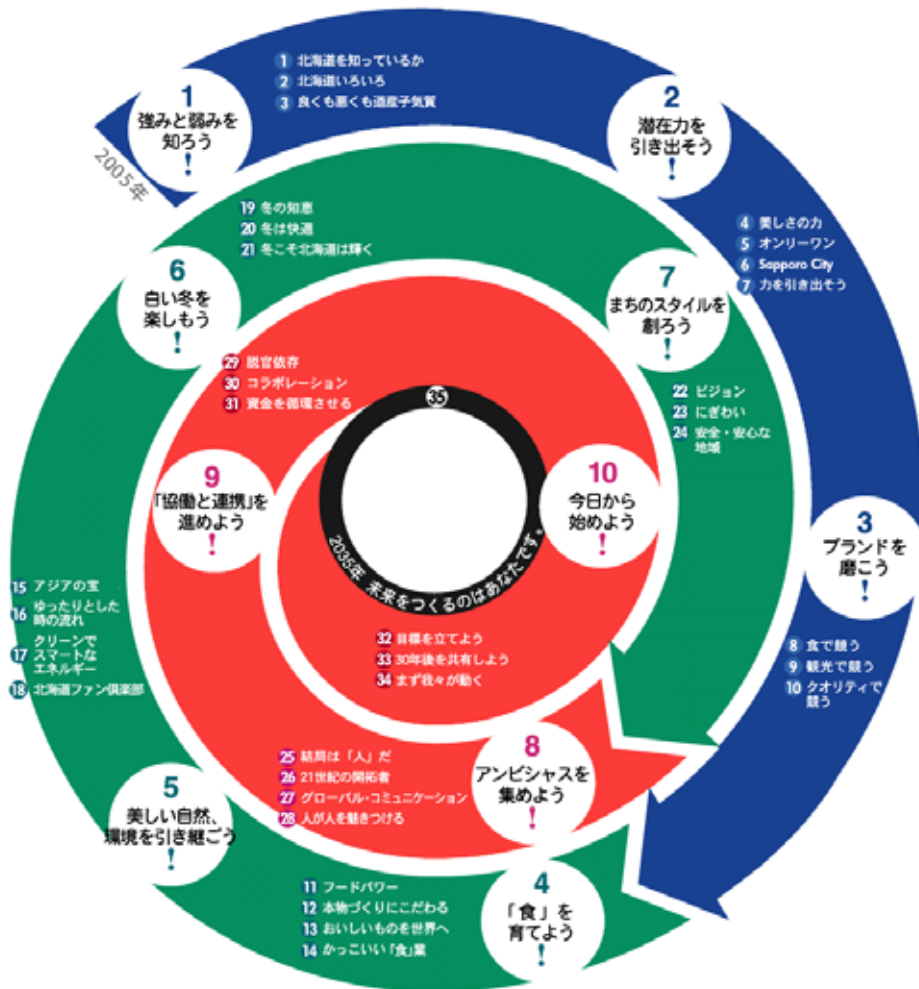 2005年
1
強みと弱みを
知ろう
!
1 北海道を知っているか
2 北海道いろいろ
3 良くも悪くも道産子気質
2
潜在力を
引き出そう
!
4 美しさの力
5 オンリーワン
6 Sapporo City
7 力を引き出そう
3
ブランドを
磨こう
!
8 食で競う
9 観光で競う
10 クオリティで
競う
4
「食」を
育てよう
!
11 フードパワー
12 本物づくりにこだわる
13 おいしいものを世界へ
14 かっこいい「食」業
5
美しい自然、
環境を引き継ごう
!
15 アジアの宝
16 ゆったりとした
時の流れ
17 クリーンで
スマートな
エネルギー
18 北海道ファン倶楽部
6
白い冬を
楽しもう
!
19 冬の知恵
20 冬は快適
21 冬こそ北海道は輝く
7
まちのスタイルを
創ろう
!
22 ビジョン
23 にぎわい
24 安全・安心な
地域
8
アンビシャスを
集めよう
!
25 結局は「人」だ
26 21世紀の開拓者
27 グローバル・コミュニケーション
28 人が人を魅きつける
9
「協働と連携」を
進めよう
!
29 脱官依存
30 コラボレーション
31 資金を循環させる
10
今日から
始めよう
!
32 目標を立てよう
33 30年後を共有しよう
34 まず我々が動く
35
2035年 未来をつくるのはあなたです。